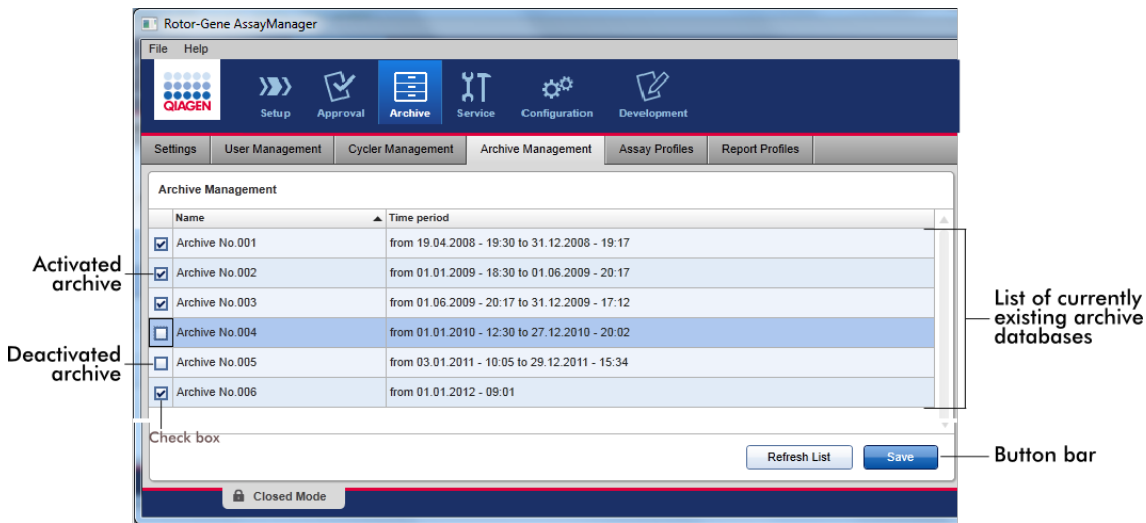 Rotor-Gene AssayManager
File Help
QIAGEN
Setup Approval Archive Service Configuration Development
Settings User Management Cycler Management Archive Management Assay Profiles Report Profiles
Archive Management
Name Time period
Archive No.001 from 19.04.2008 - 19:30 to 31.12.2008 - 19:17
Activated archive
Archive No.002 from 01.01.2009 - 18:30 to 01.06.2009 - 20:17
Archive No.003 from 01.06.2009 - 20:17 to 31.12.2009 - 17:12
List of currently existing archive databases
Archive No.004 from 01.01.2010 - 12:30 to 27.12.2010 - 20:02
Deactivated archive
Archive No.005 from 03.01.2011 - 10:05 to 29.12.2011 - 15:34
Archive No.006 from 01.01.2012 - 09:01
Check box
Refresh List Save
Button bar
Closed Mode